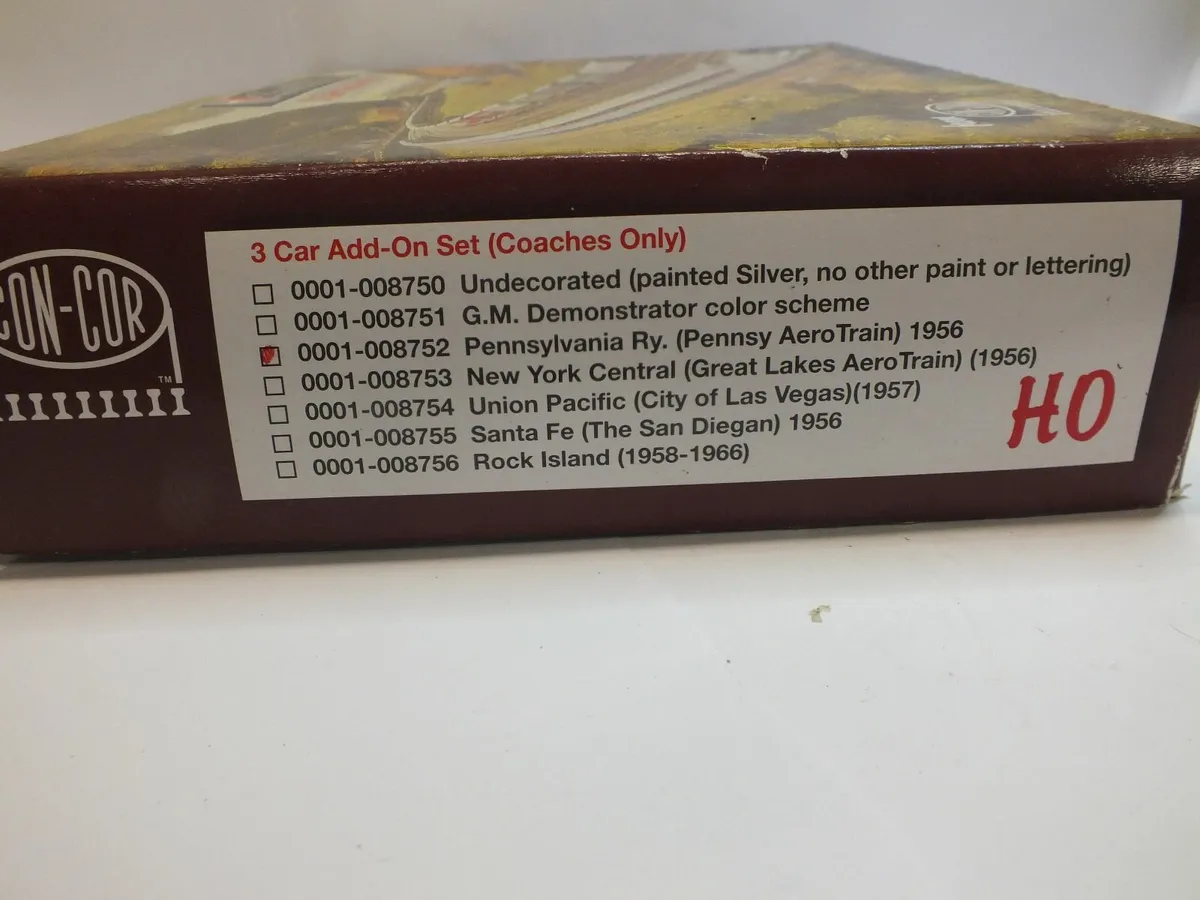 3 Car Add-On Set (Coaches Only)
0001-008750 Undecorated (painted Silver, no other paint or lettering)
0001-008751 G.M. Demonstrator color scheme
0001-008752 Pennsylvania Ry. (Pennsy AeroTrain) 1956
0001-008753 New York Central (Great Lakes AeroTrain) (1956)
0001-008754 Union Pacific (City of Las Vegas)(1957)
0001-008755 Santa Fe (The San Diegan) 1956
0001-008756 Rock Island (1958-1966)
HO
CON-COR
TM